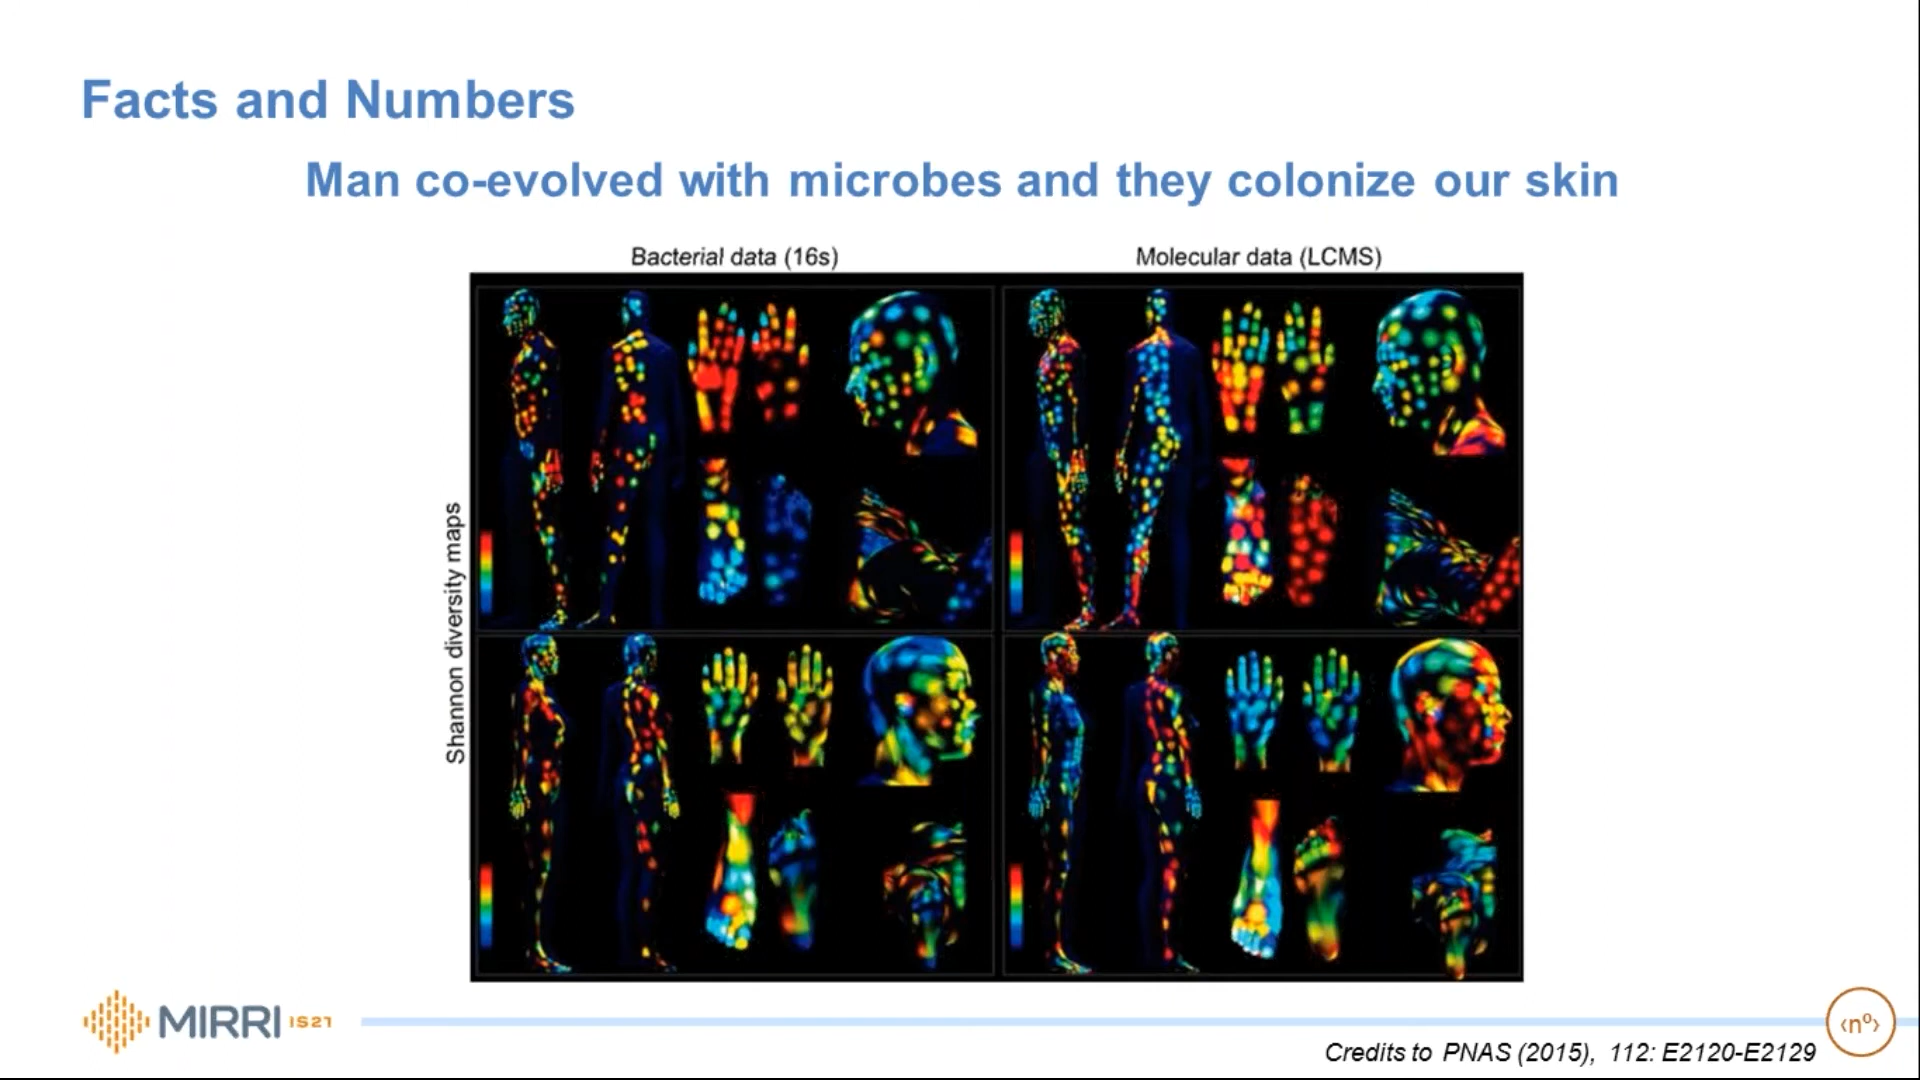 Facts and Numbers
Man co-evolved with microbes and they colonize our skin
Bacterial data (16s)
Molecular data (LCMS)
Shannon diversity maps
MIRRI IS21
‹nº›
Credits to PNAS (2015), 112: E2120-E2129